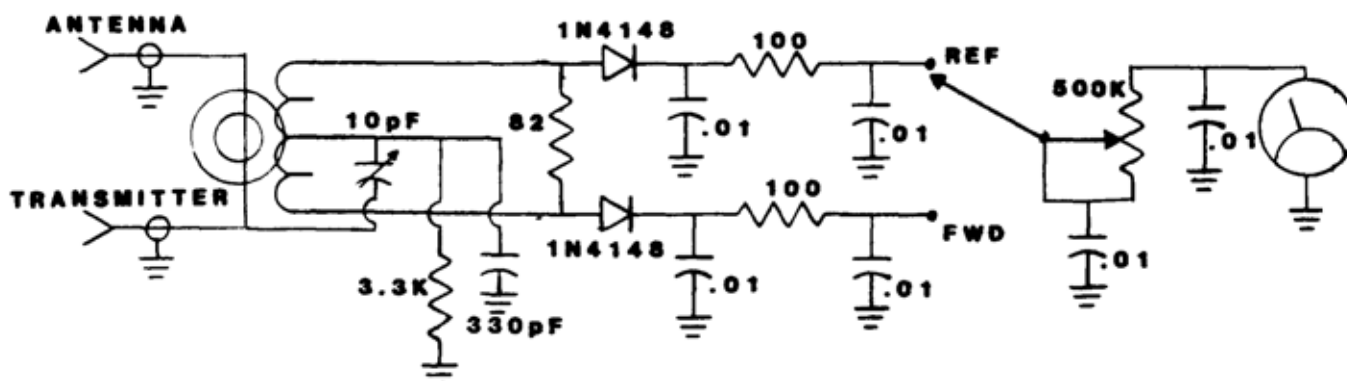 ANTENNA
1N4148
100
REF
500K
10pF
82
.01
.01
.01
TRANSMITTER
100
FWD
1N4148
3.3K
.01
.01
.01
330pF